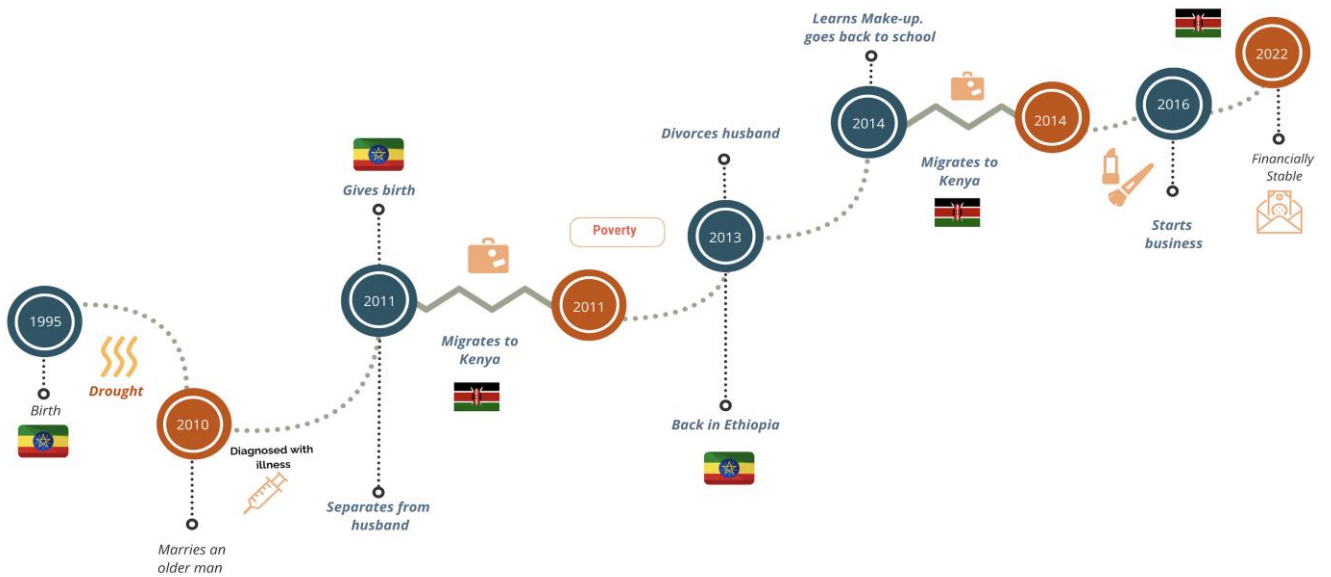 1995
Birth
Drought
2010
Marries an
older man
Diagnosed with
illness
Gives birth
2011
Separates from
husband
Migrates to
Kenya
2011
Poverty
Divorces husband
2013
Back in Ethiopia
Learns Make-up.
goes back to school
2014
Migrates to
Kenya
2014
2016
Starts
business
2022
Financially
Stable